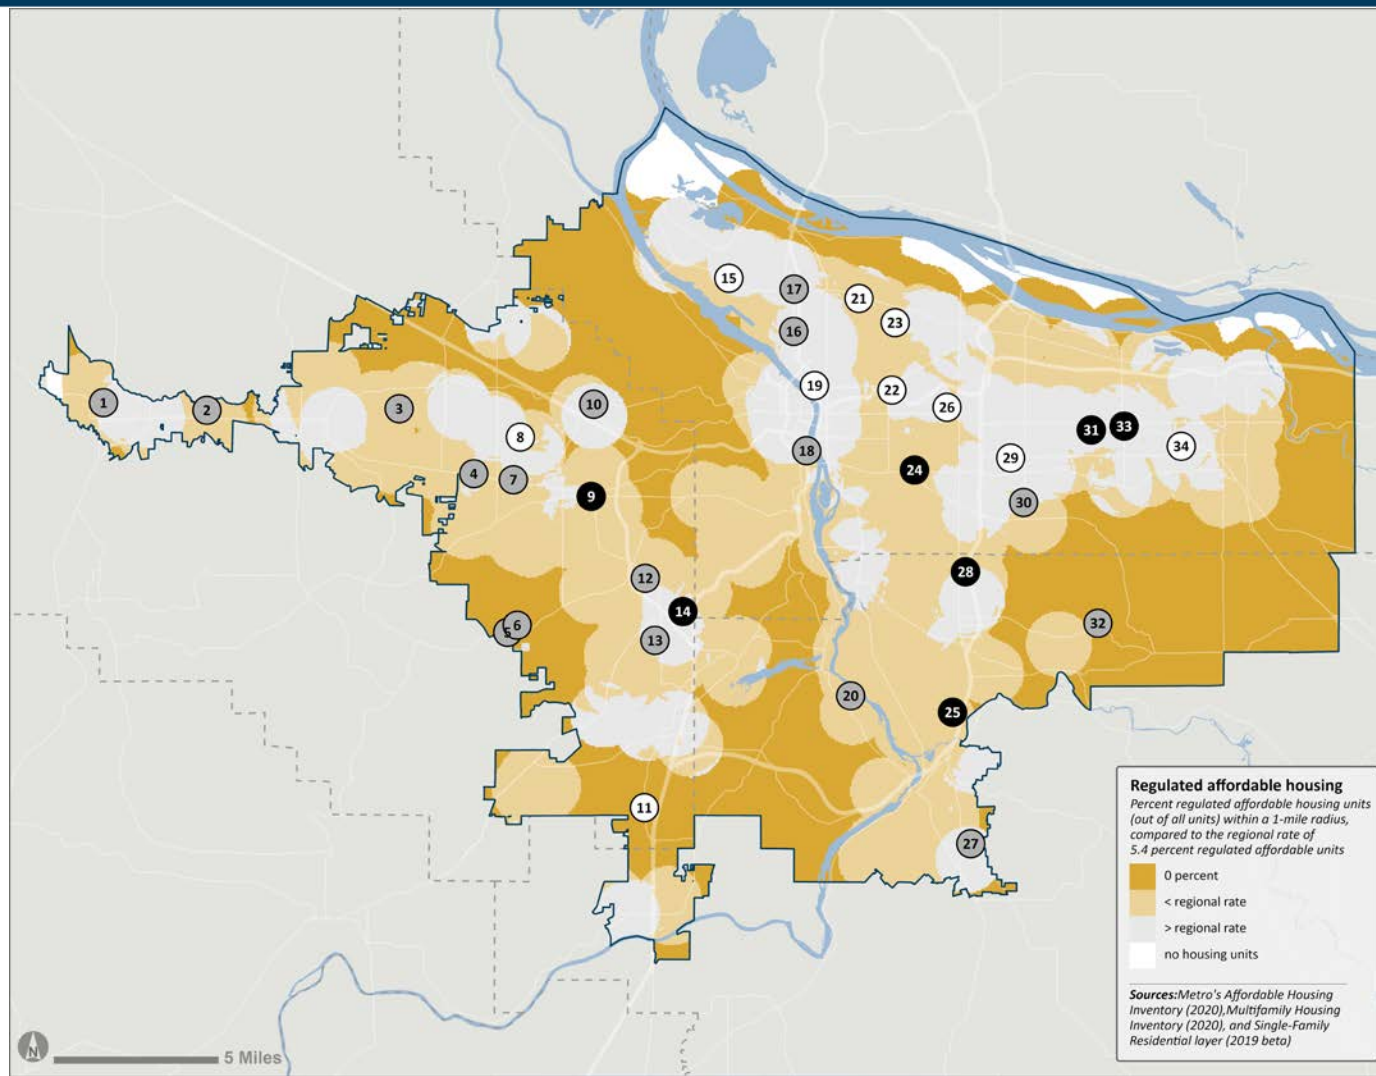 15
17
21
23
16
19
22
26
1
2
3
10
8
31
33
34
18
29
4
7
24
9
30
12
28
14
32
5
6
13
20
25
11
27
Regulated affordable housing
Percent regulated affordable housing units
(out of all units) within a 1-mile radius,
compared to the regional rate of
5.4 percent regulated affordable units
0 percent
< regional rate
> regional rate
no housing units
Sources:Metro's Affordable Housing
Inventory (2020),Multifamily Housing
Inventory (2020), and Single-Family
Residential layer (2019 beta)
N
5 Miles